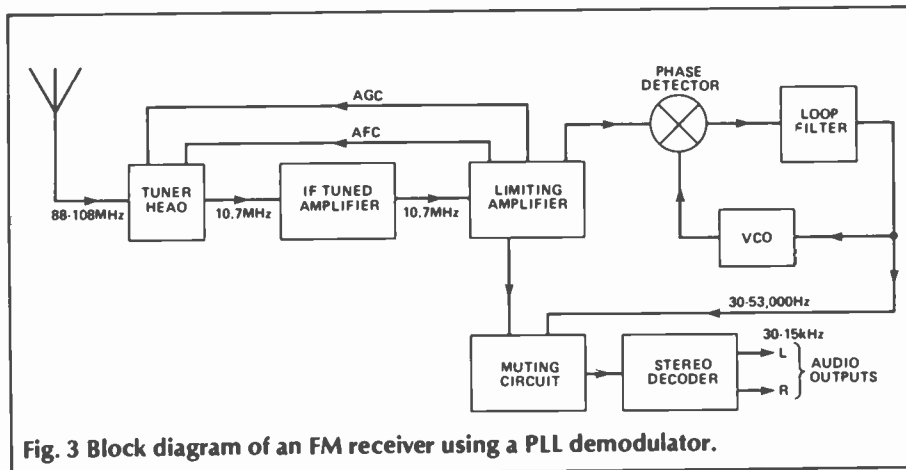 PHASE
DETECTOR
AGC
LOOP
FILTER
AFC
TUNER
HEAO
IF TUNED
AMPLIFIER
LIMITING
AMPLIFIER
88-108MHz
10.7MHz
10.7MHz
VCO
30-53,000Hz
MUTING
CIRCUIT
STEREO
DECODER
30-15kHz
L
R
AUDIO
OUTPUTS
Fig. 3 Block diagram of an FM receiver using a PLL demodulator.